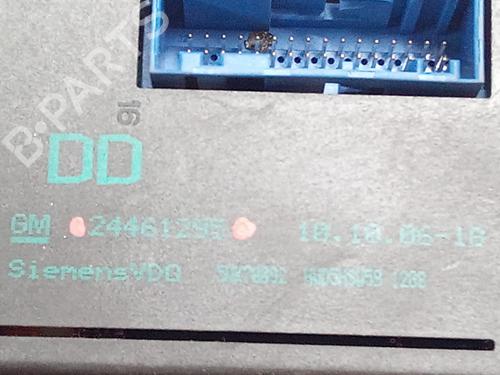 16
DD
GM 24461295 10.10.06-18
SiemensVDO
B-PARTS